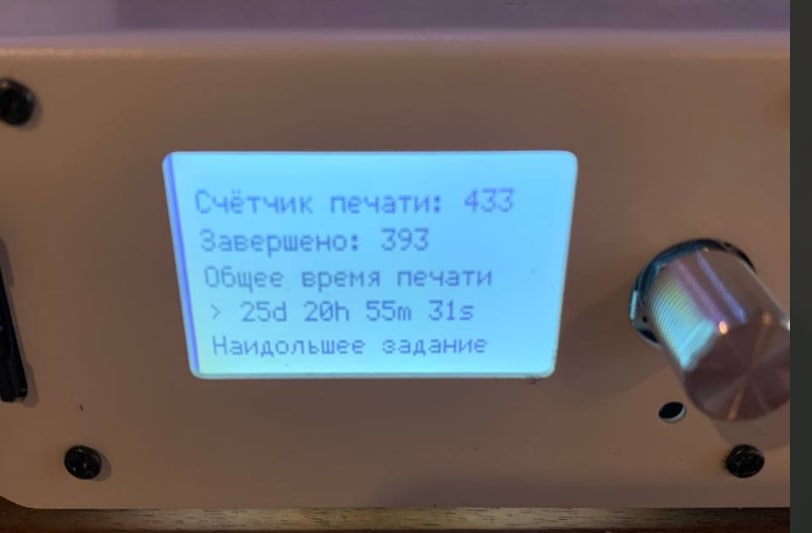 Счётчик печати: 433
Завершено: 393
Общее время печати
> 25d 20h 55m 31s
Наидольшее задание